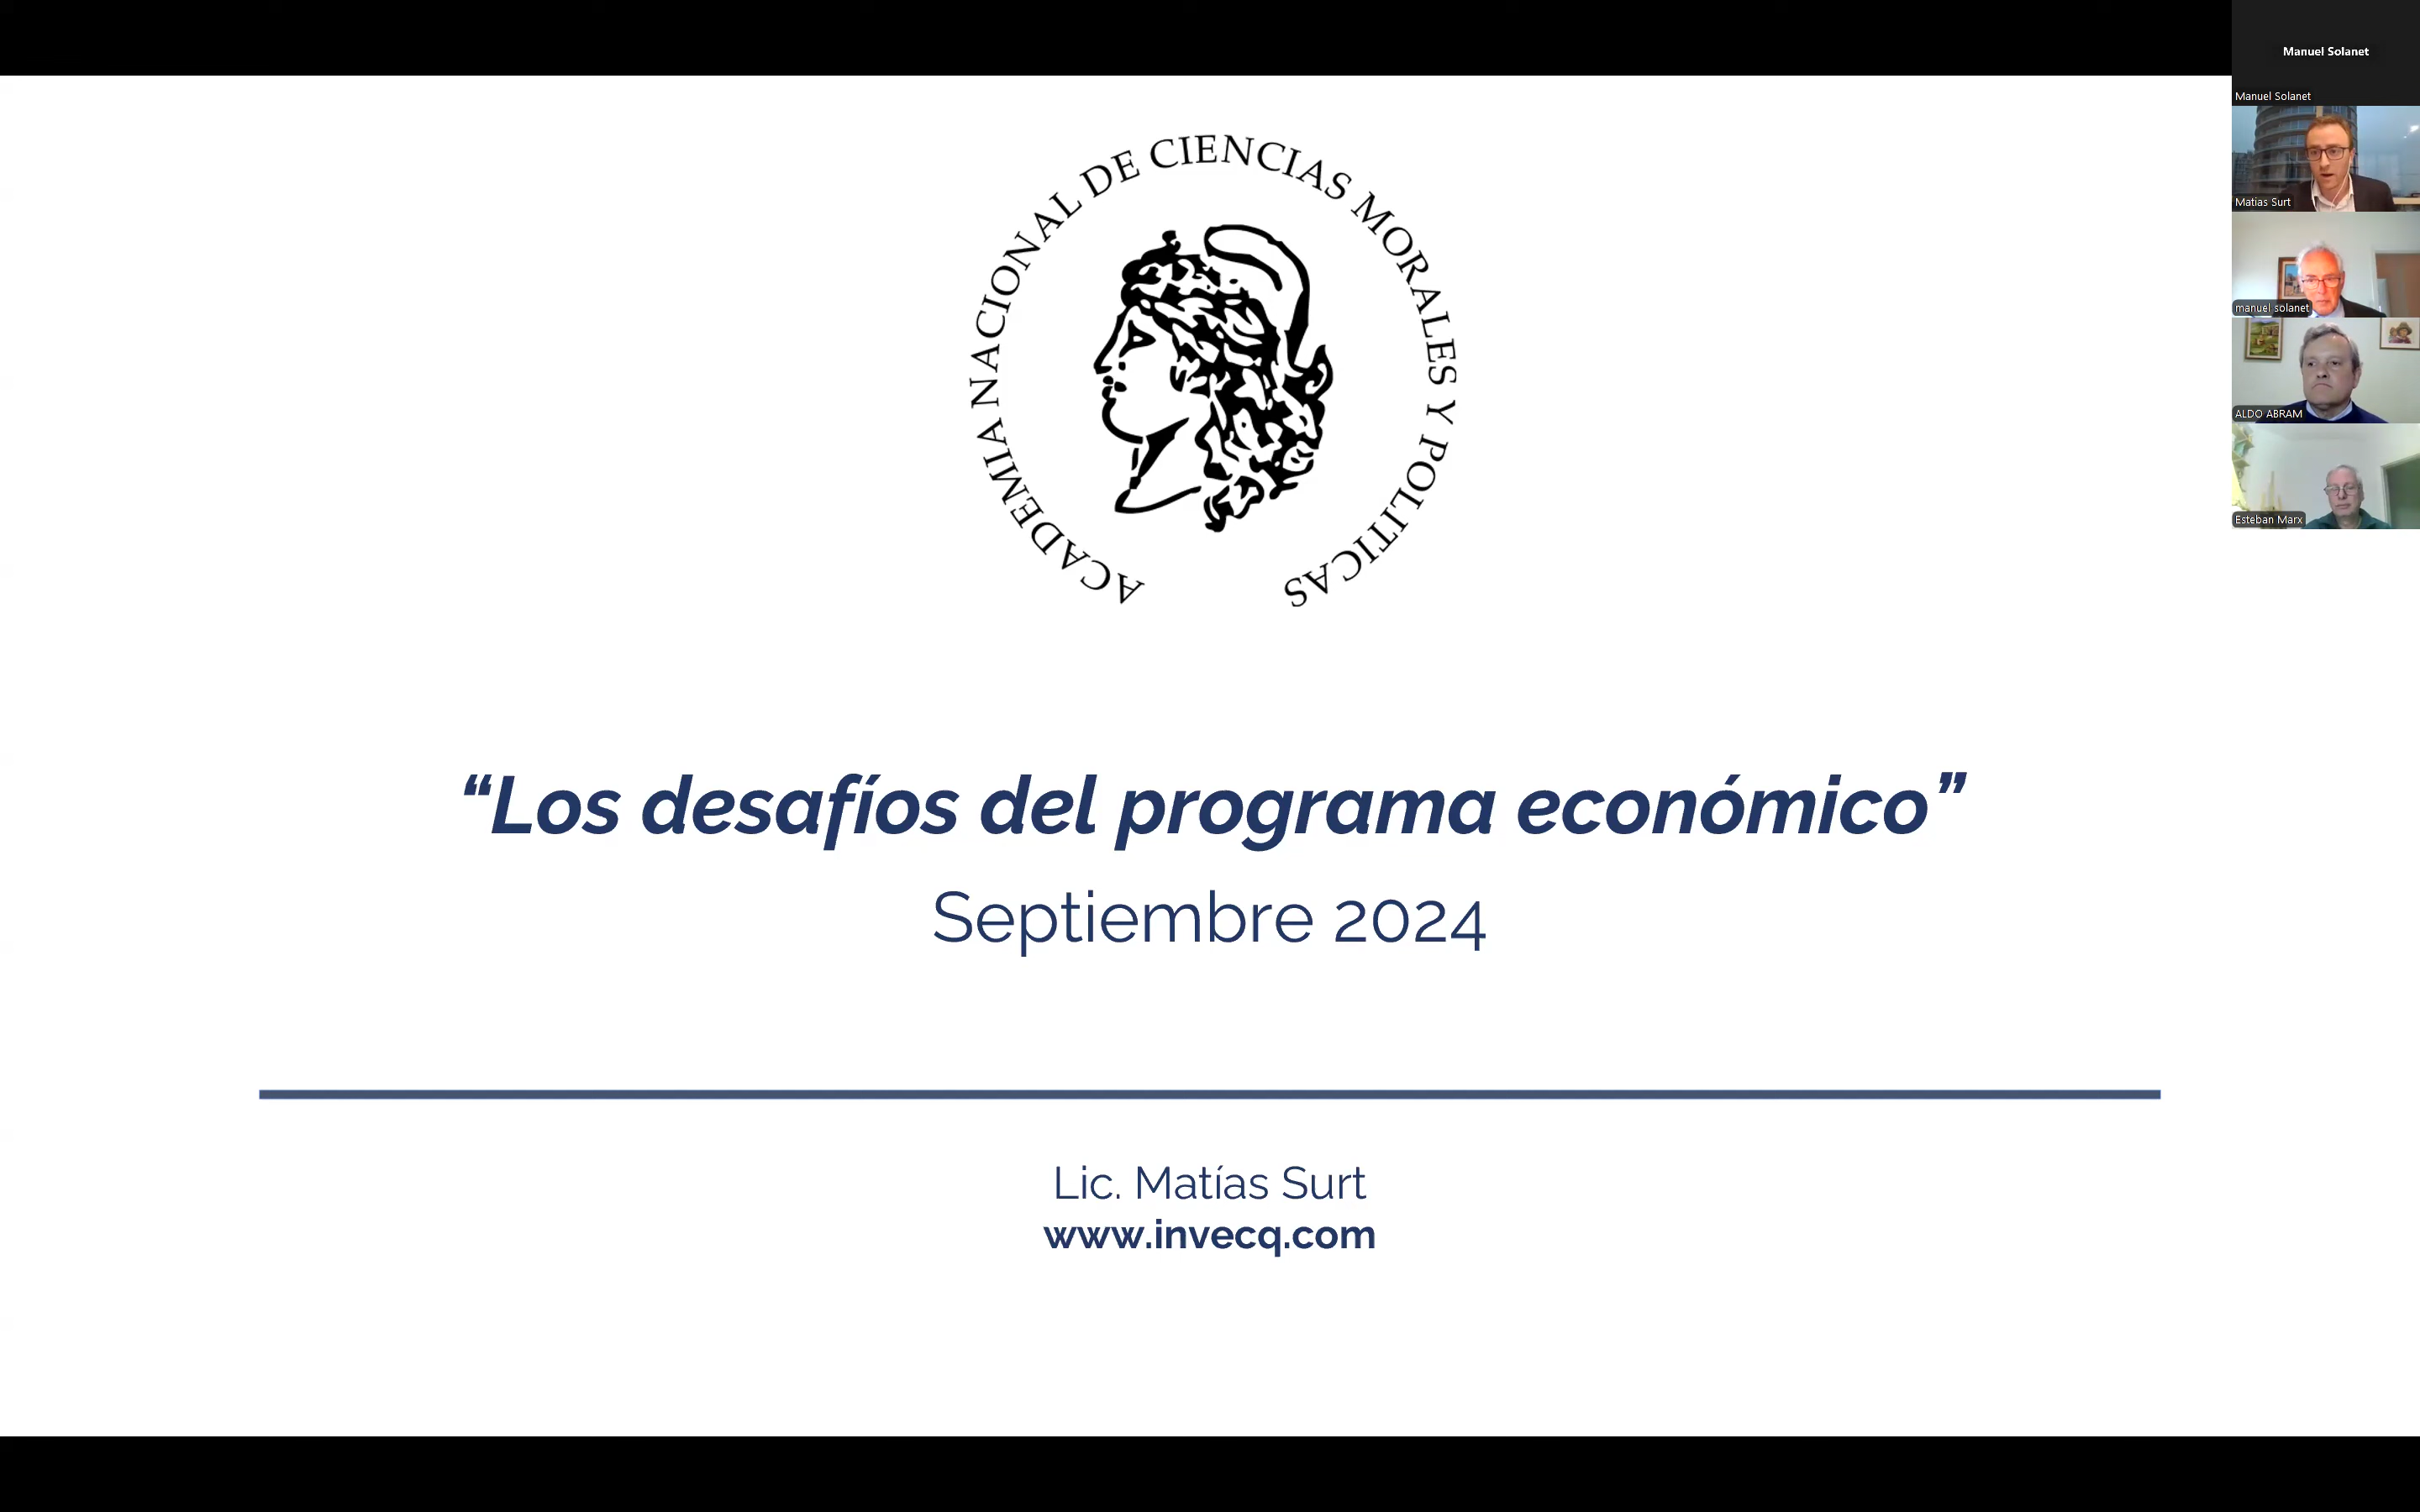 ACADEMIA NACIONAL DE CIENCIAS MORALES Y POLITICAS
“Los desafíos del programa económico”
Septiembre 2024
Lic. Matías Surt
www.invecq.com
Manuel Solanet
Manuel Solanet
Matias Surt
manuel solanet
ALDO ABRAM
Esteban Marx